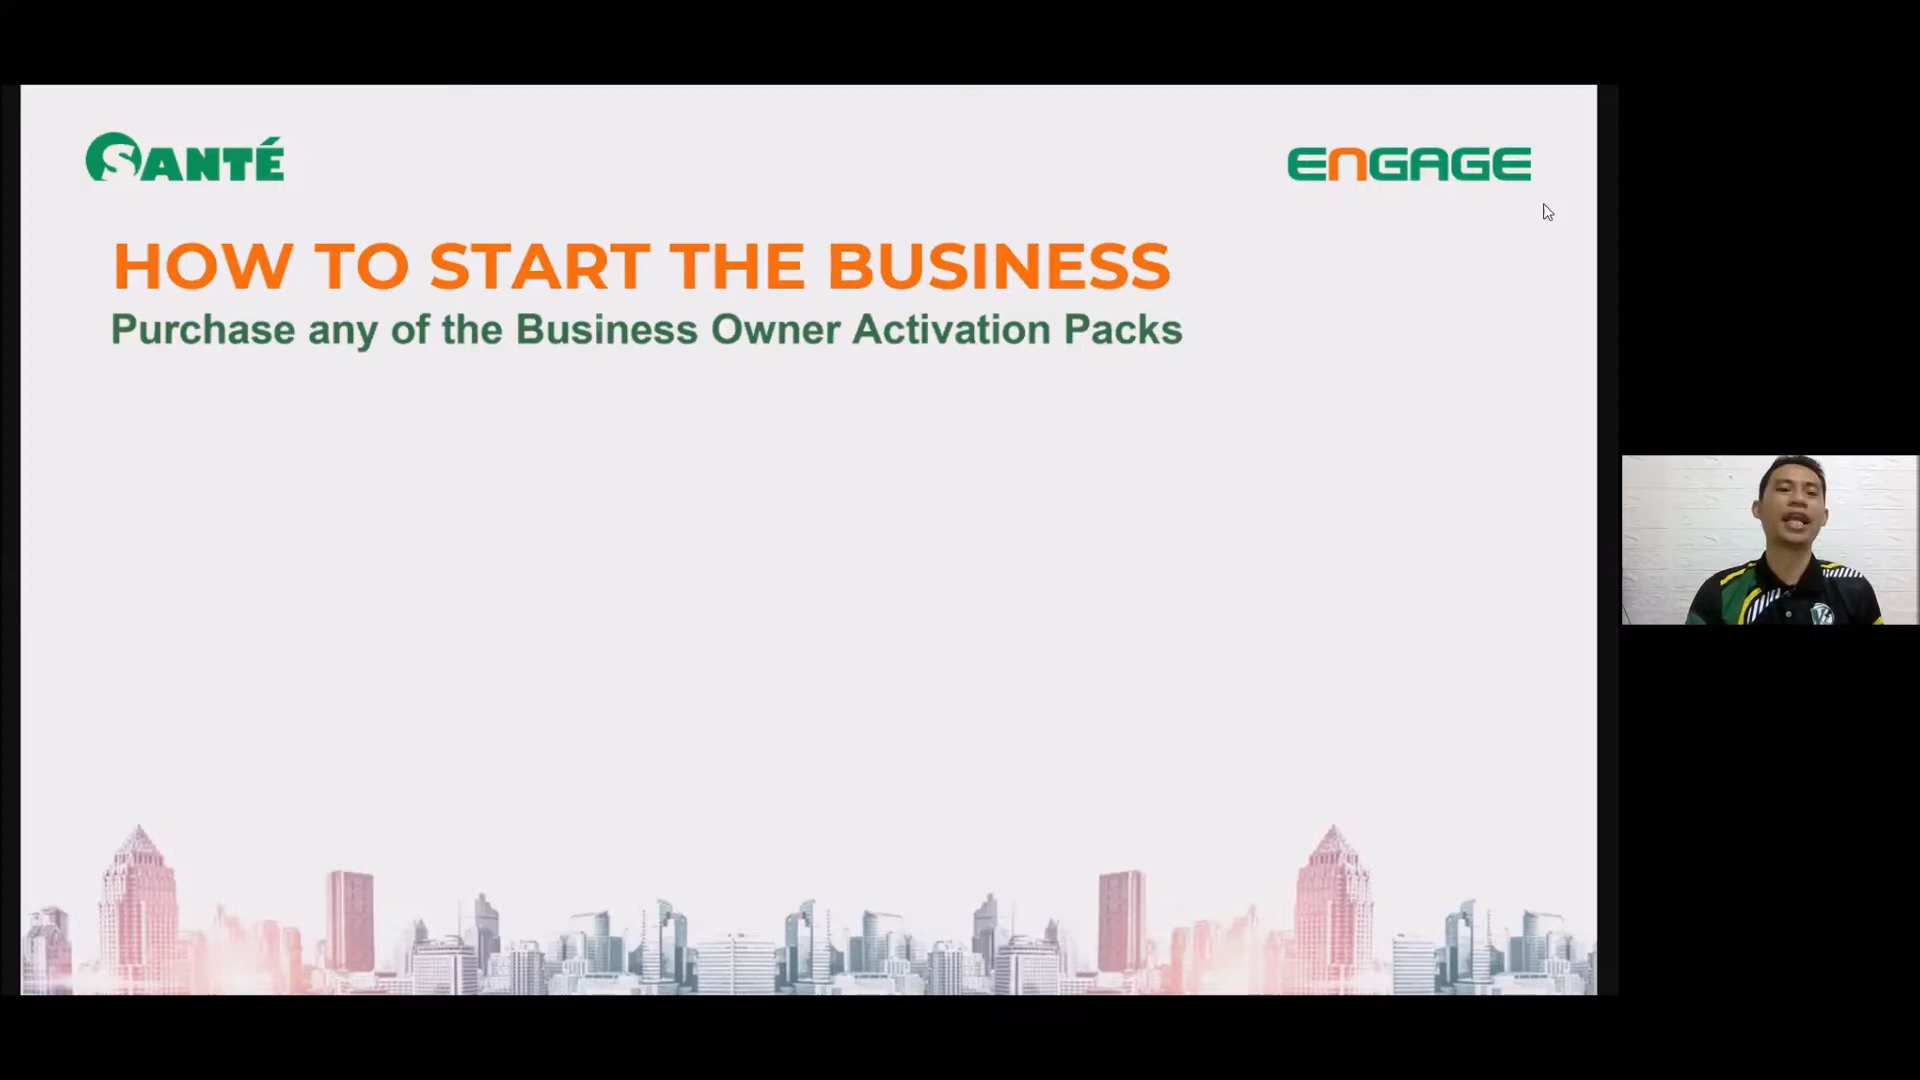 SANTÉ
ENGAGE
HOW TO START THE BUSINESS
Purchase any of the Business Owner Activation Packs